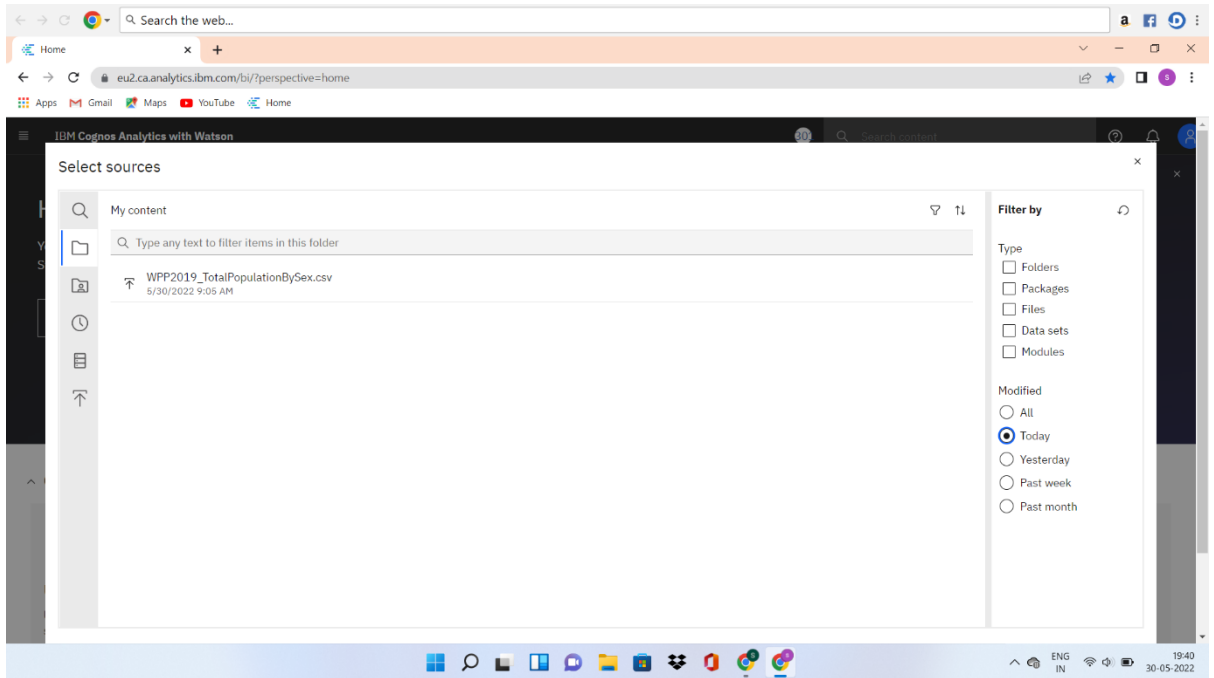 Search the web...
a
Home
eu2.ca.analytics.ibm.com/bi/?perspective=home
S
Apps Gmail Maps YouTube Home
IBM Cognos Analytics with Watson
Search content
Select sources
My content
Type any text to filter items in this folder
WPP2019_TotalPopulationBySex.csv
5/30/2022 9:05 AM
Filter by
Type
Folders
Packages
Files
Data sets
Modules
Modified
All
Today
Yesterday
Past week
Past month
ENG
IN
19:40
30-05-2022